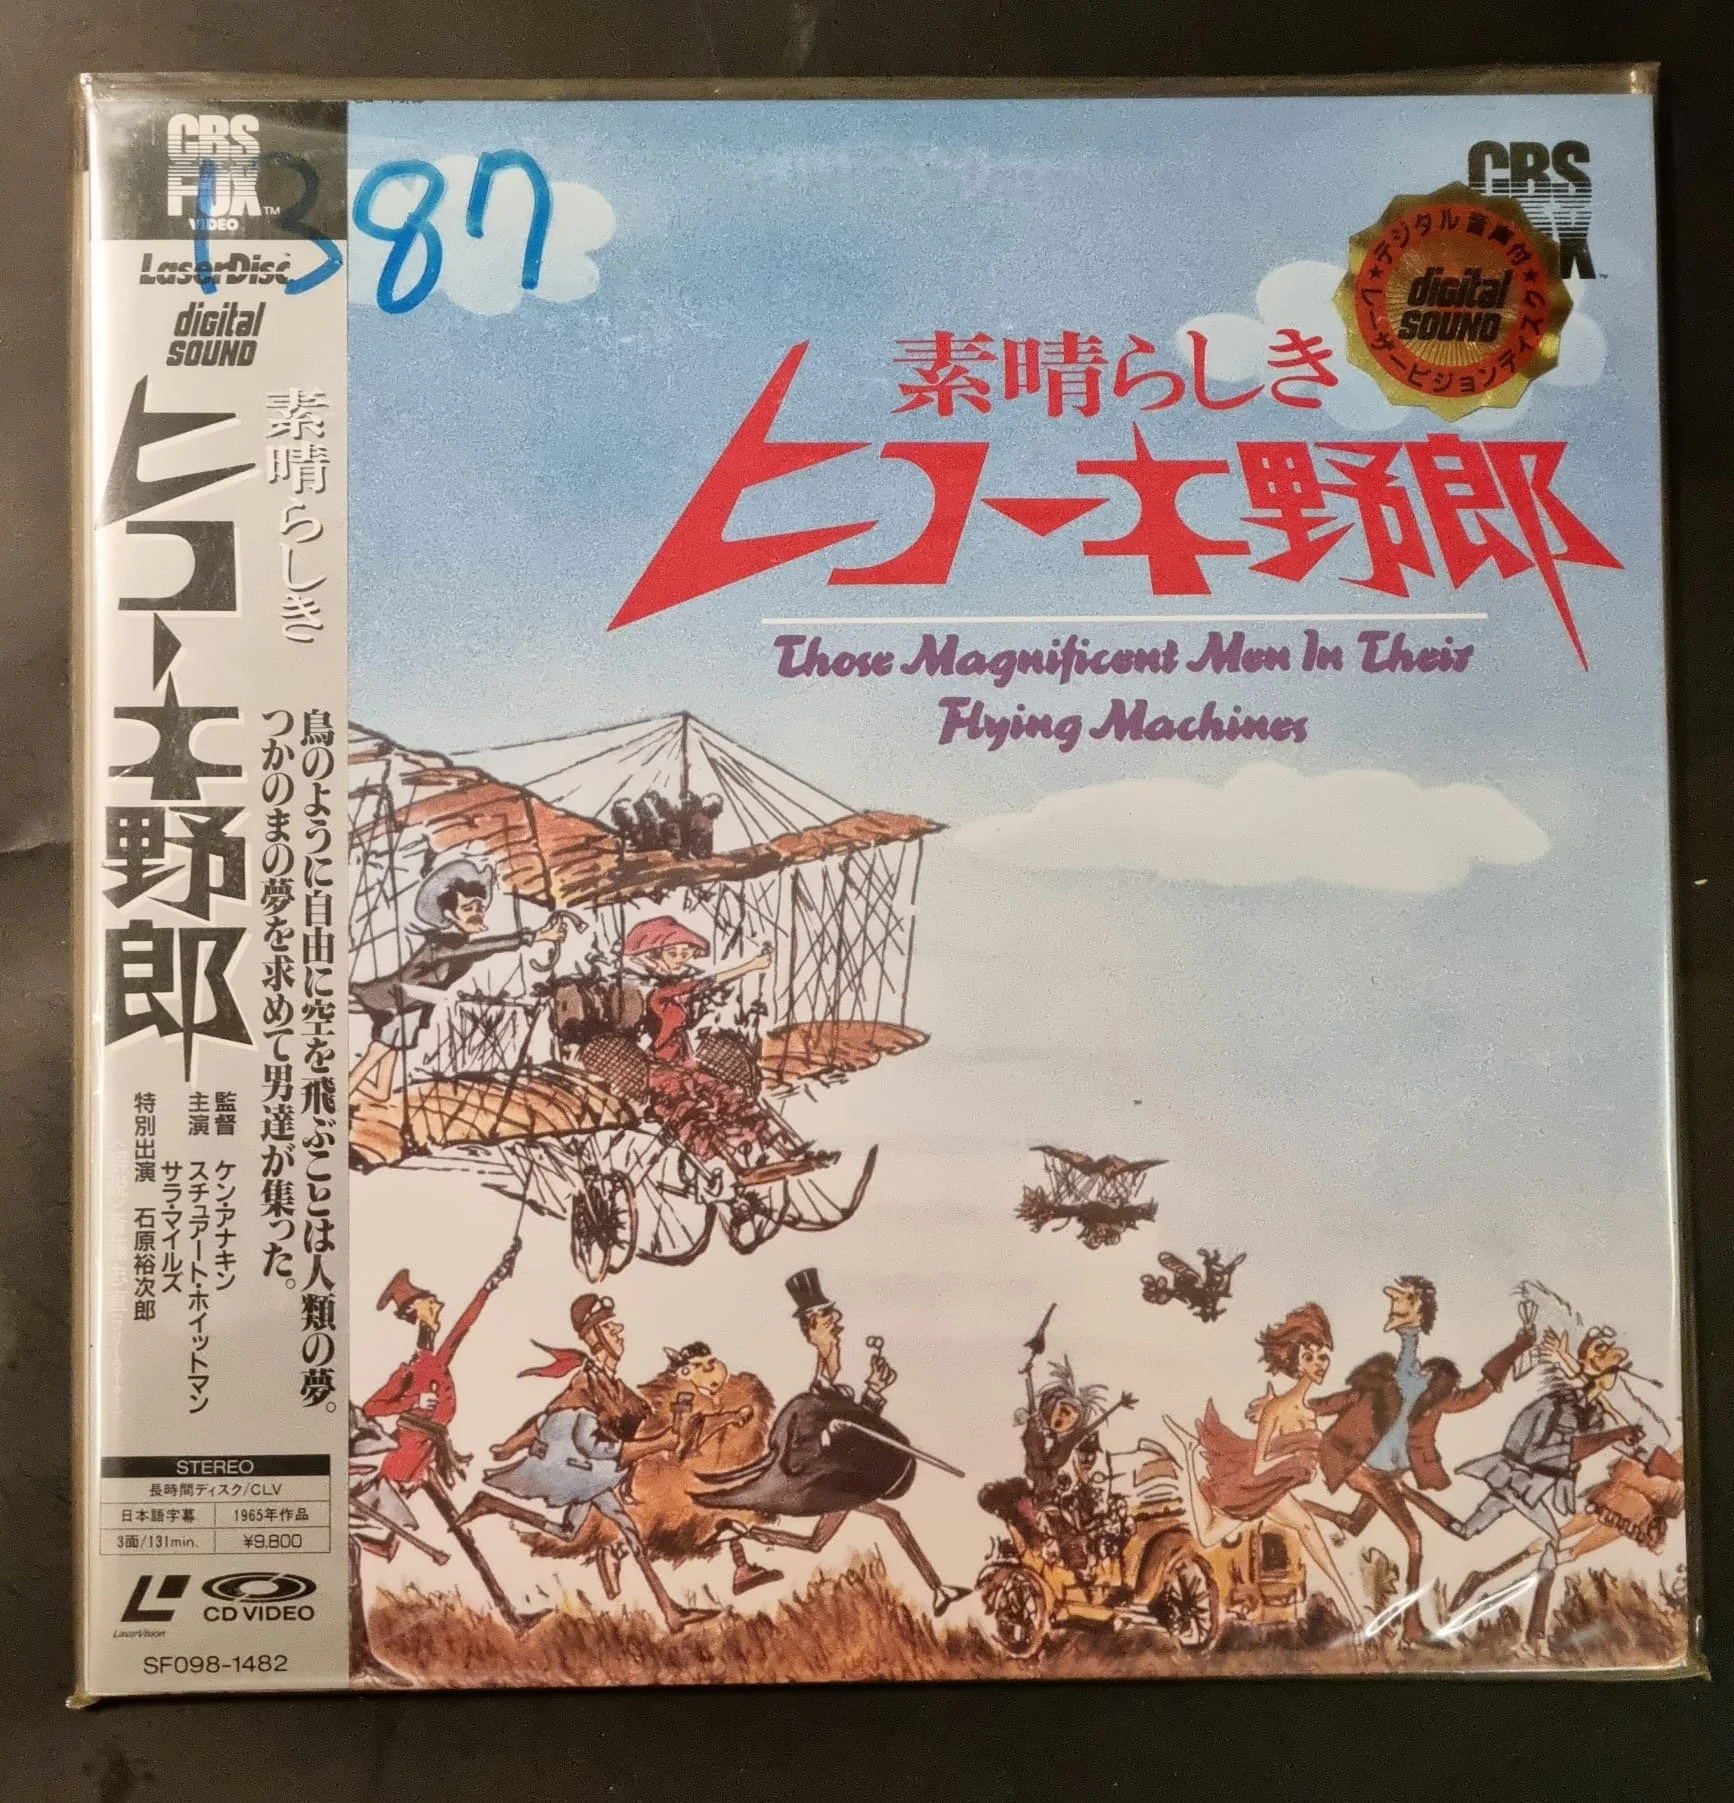 CBS
FOX
VIDEO
TM
1387
LaserDisc
digital
SOUND
素晴らしき
ヒコーキ野郎
鳥のように自由に空を飛ぶことは人類の夢。
つかのまの夢を求めて男達が集った。
監督 ケン・アナキン
主演 スチュアート・ホイットマン
サラ・マイルズ
特別出演 石原裕次郎
STEREO
長時間ディスク/CLV
日本語字幕 1965年作品
3面/131min. ¥9,800
LaserVision
CD VIDEO
SF098-1482
CBS
デジタル音声付
digital
SOUND
レーザービジョンディスク
素晴らしき
ヒコーキ野郎
Those Magnificent Men In Their
Flying Machines